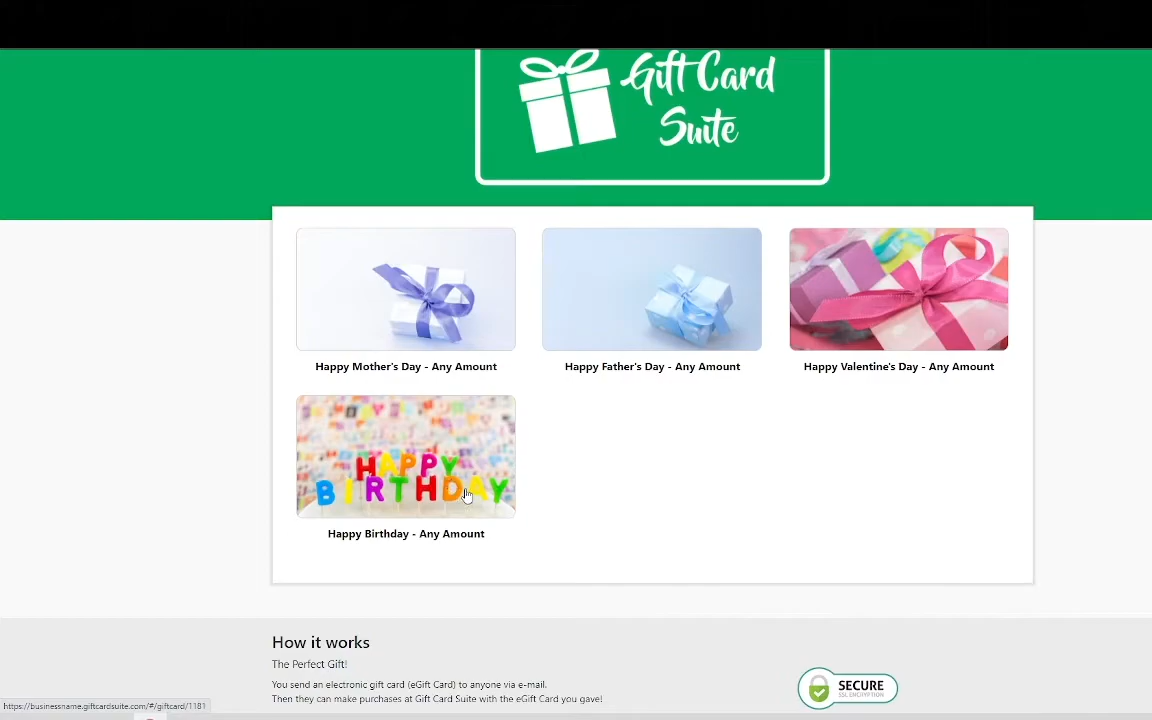 Gift Card
Suite
Happy Mother's Day - Any Amount
Happy Father's Day - Any Amount
Happy Valentine's Day - Any Amount
HAPPY
BIRTHDAY
Happy Birthday - Any Amount
How it works
The Perfect Gift!
You send an electronic gift card (eGift Card) to anyone via e-mail.
Then they can make purchases at Gift Card Suite with the eGift Card you gave!
SECURE
SSL ENCRYPTION
https://businessname.giftcardsuite.com/#/giftcard/1181